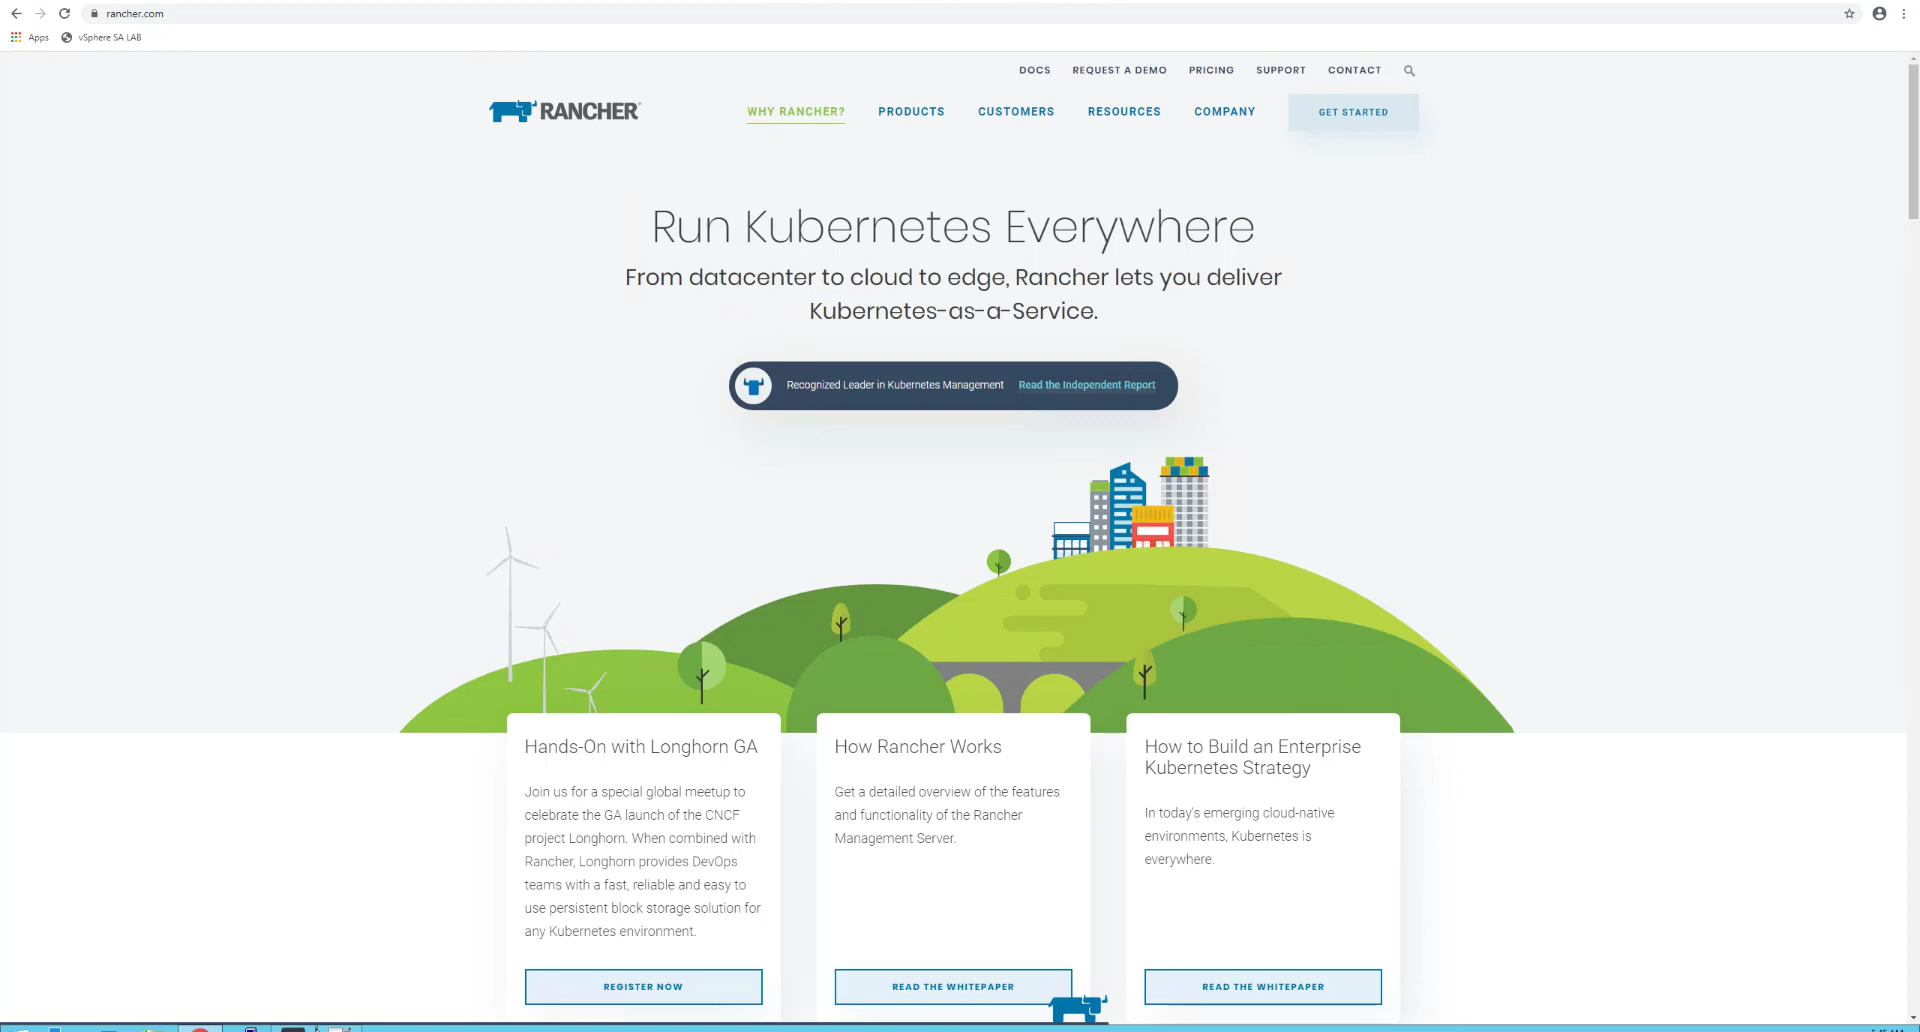 rancher.com
Apps vSphere SA LAB
DOCS REQUEST A DEMO PRICING SUPPORT CONTACT
RANCHER WHY RANCHER? PRODUCTS CUSTOMERS RESOURCES COMPANY GET STARTED
Run Kubernetes Everywhere
From datacenter to cloud to edge, Rancher lets you deliver
Kubernetes-as-a-Service.
Recognized Leader in Kubernetes Management Read the Independent Report
Hands-On with Longhorn GA
Join us for a special global meetup to
celebrate the GA launch of the CNCF
project Longhorn. When combined with
Rancher, Longhorn provides DevOps
teams with a fast, reliable and easy to
use persistent block storage solution for
any Kubernetes environment.
REGISTER NOW
How Rancher Works
Get a detailed overview of the features
and functionality of the Rancher
Management Server.
READ THE WHITEPAPER
How to Build an Enterprise
Kubernetes Strategy
In today's emerging cloud-native
environments, Kubernetes is
everywhere.
READ THE WHITEPAPER